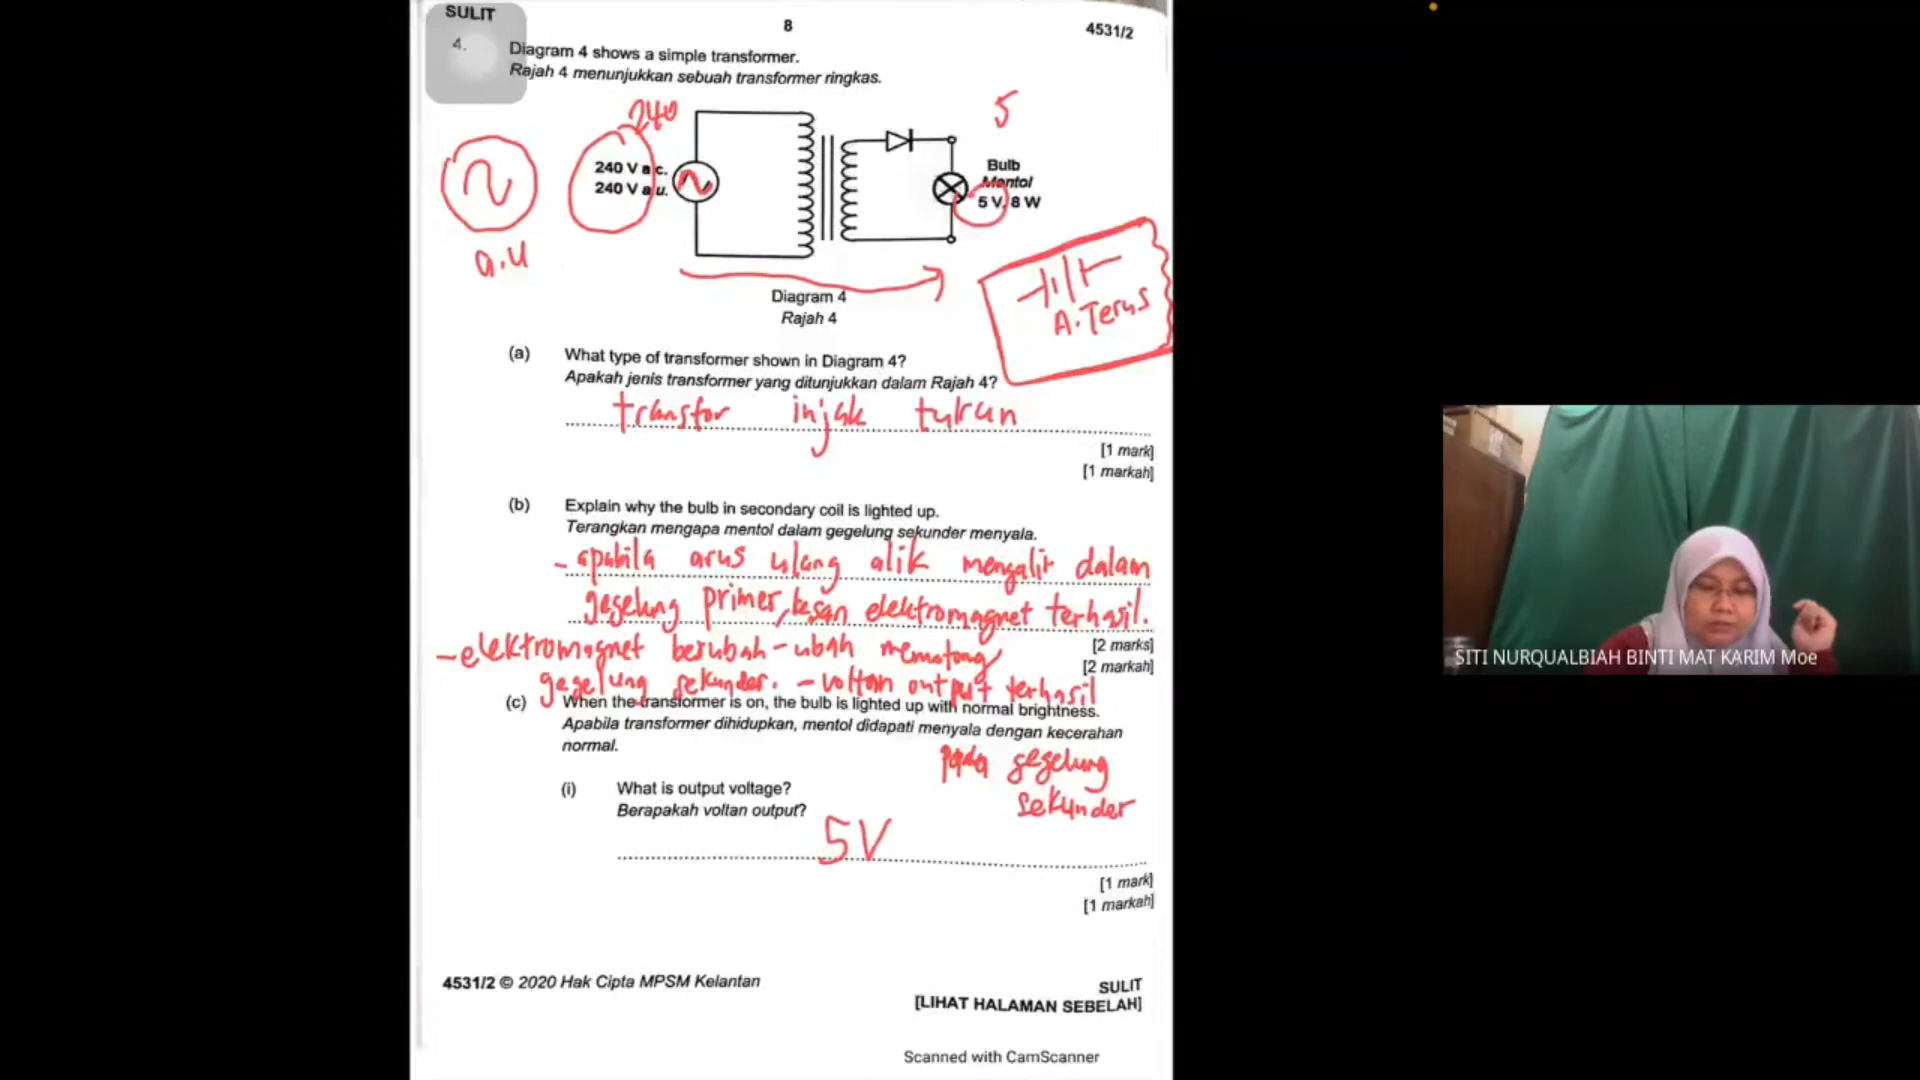 SULIT
8
4531/2
4.
Diagram 4 shows a simple transformer.
Rajah 4 menunjukkan sebuah transformer ringkas.
240
5
240 V a.c.
240 V a.u.
Bulb
Mentol
5 V, 8 W
a.u
A. Terus
Diagram 4
Rajah 4
(a) What type of transformer shown in Diagram 4?
Apakah jenis transformer yang ditunjukkan dalam Rajah 4?
transfor injak turun
[1 mark]
[1 markah]
(b) Explain why the bulb in secondary coil is lighted up.
Terangkan mengapa mentol dalam gegelung sekunder menyala.
- apabila arus ulang alik mengalir dalam
gegelung primer, kesan elektromagnet terhasil.
[2 marks]
- elektromagnet berubah-ubah memotong
[2 markah]
gegelung sekunder. - voltan output terhasil
(c) When the transformer is on, the bulb is lighted up with normal brightness.
Apabila transformer dihidupkan, mentol didapati menyala dengan kecerahan
normal.
pada gegelung
sekunder
(i) What is output voltage?
Berapakah voltan output?
5V
[1 mark]
[1 markah]
4531/2 © 2020 Hak Cipta MPSM Kelantan
SULIT
[LIHAT HALAMAN SEBELAH]
Scanned with CamScanner
SITI NURQUALBIAH BINTI MAT KARIM Moe